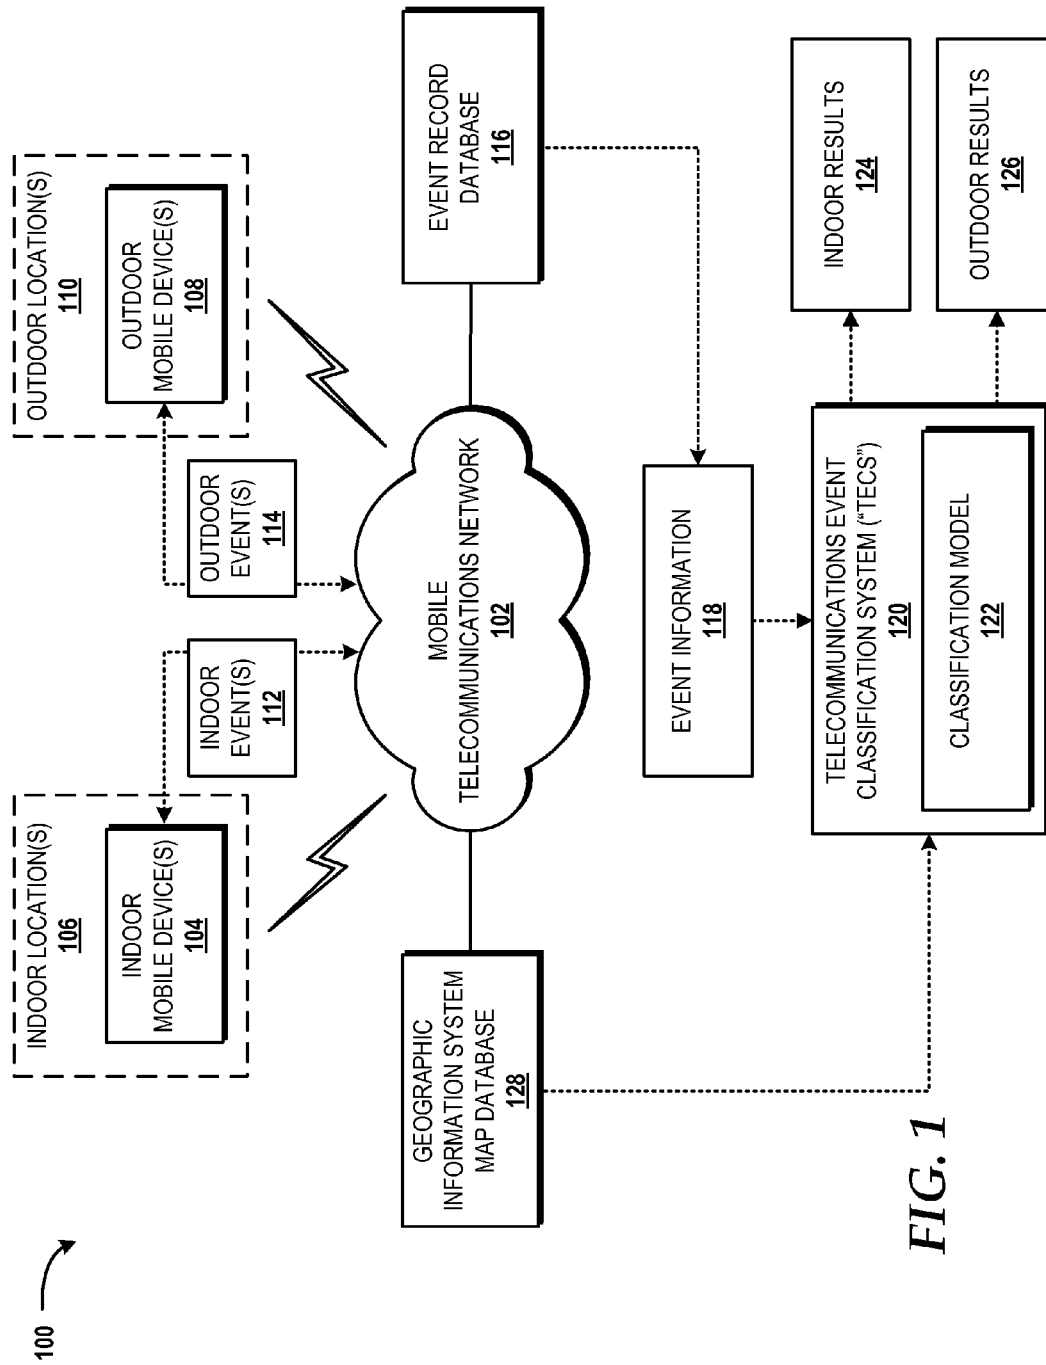 100
INDOOR LOCATION(S)
106
INDOOR
MOBILE DEVICE(S)
104
OUTDOOR LOCATION(S)
110
OUTDOOR
MOBILE DEVICE(S)
108
INDOOR
EVENT(S)
112
OUTDOOR
EVENT(S)
114
GEOGRAPHIC
INFORMATION SYSTEM
MAP DATABASE
128
MOBILE
TELECOMMUNICATIONS NETWORK
102
EVENT RECORD
DATABASE
116
EVENT INFORMATION
118
TELECOMMUNICATIONS EVENT
CLASSIFICATION SYSTEM ("TECS")
120
CLASSIFICATION MODEL
122
INDOOR RESULTS
124
OUTDOOR RESULTS
126
FIG. 1